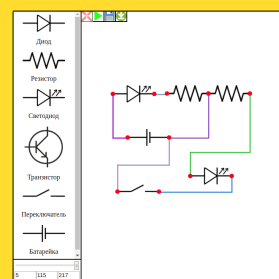 Диод
Резистор
Светодиод
Транзистор
Переключатель
Батарейка
5 115 217